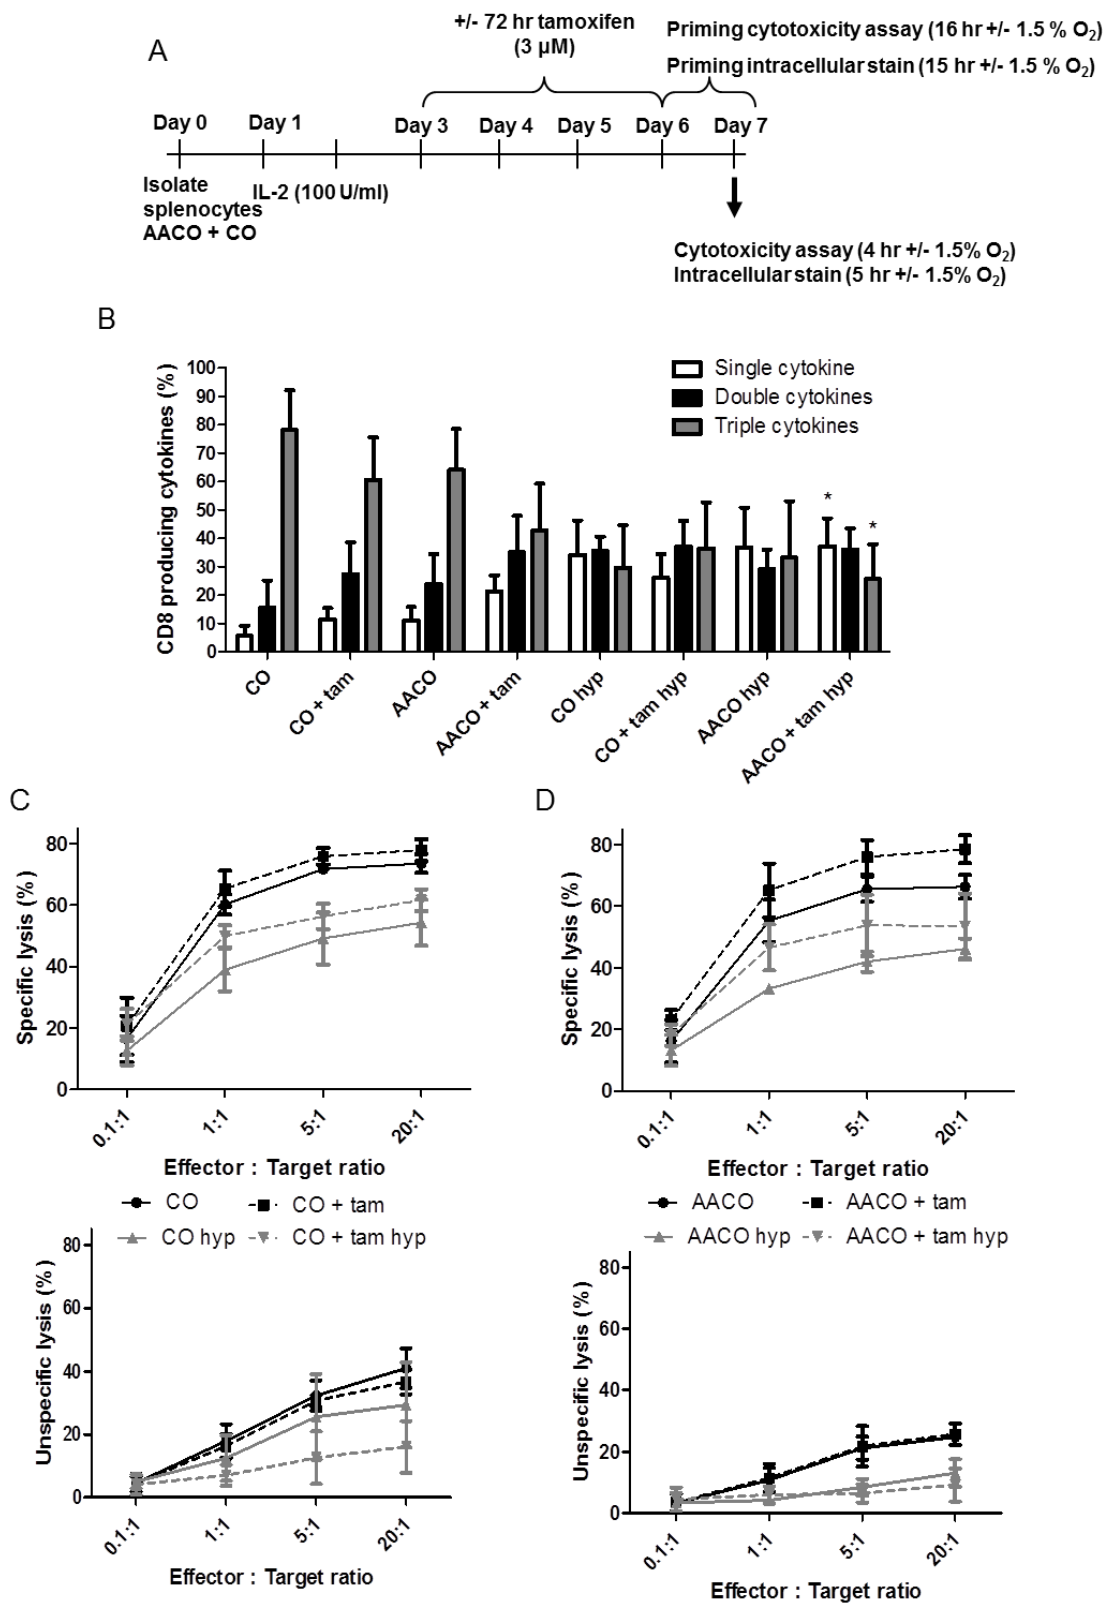 A
+/- 72 hr tamoxifen
(3 µM)
Priming cytotoxicity assay (16 hr +/- 1.5 % O₂)
Priming intracellular stain (15 hr +/- 1.5 % O₂)
Day 0 Day 1 Day 3 Day 4 Day 5 Day 6 Day 7
Isolate
splenocytes
AACO + CO
IL-2 (100 U/ml)
Cytotoxicity assay (4 hr +/- 1.5% O₂)
Intracellular stain (5 hr +/- 1.5% O₂)
B
CD8 producing cytokines (%)
100
90
80
70
60
50
40
30
20
10
0
Single cytokine
Double cytokines
Triple cytokines
* *
CO
CO + tam
AACO
AACO + tam
CO hyp
CO + tam hyp
AACO hyp
AACO + tam hyp
C
Specific lysis (%)
80
60
40
20
0
0.1:1 1:1 5:1 20:1
Effector : Target ratio
CO CO + tam
CO hyp CO + tam hyp
Unspecific lysis (%)
80
60
40
20
0
0.1:1 1:1 5:1 20:1
Effector : Target ratio
D
Specific lysis (%)
80
60
40
20
0
0.1:1 1:1 5:1 20:1
Effector : Target ratio
AACO AACO + tam
AACO hyp AACO + tam hyp
Unspecific lysis (%)
80
60
40
20
0
0.1:1 1:1 5:1 20:1
Effector : Target ratio